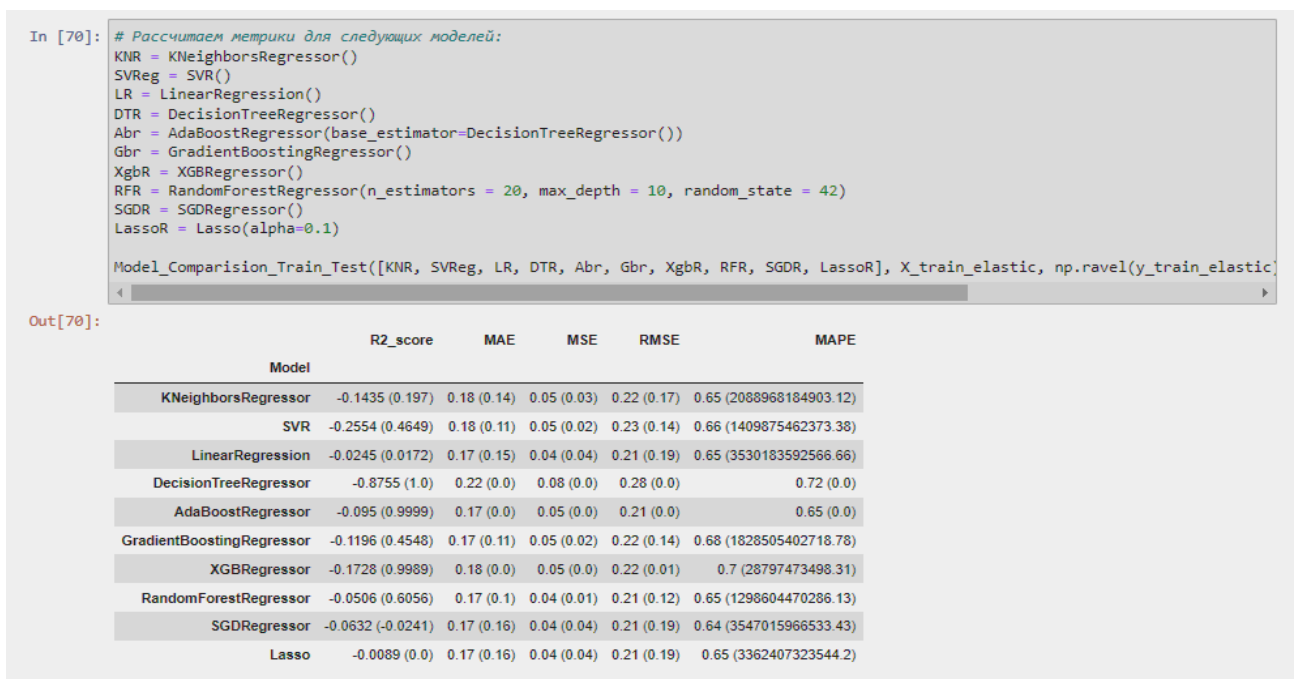 In [70]: # Рассчитаем метрики для следующих моделей:
KNR = KNeighborsRegressor()
SVReg = SVR()
LR = LinearRegression()
DTR = DecisionTreeRegressor()
Abr = AdaBoostRegressor(base_estimator=DecisionTreeRegressor())
Gbr = GradientBoostingRegressor()
XgbR = XGBRegressor()
RFR = RandomForestRegressor(n_estimators = 20, max_depth = 10, random_state = 42)
SGDR = SGDRegressor()
LassoR = Lasso(alpha=0.1)
Model_Comparision_Train_Test([KNR, SVReg, LR, DTR, Abr, Gbr, XgbR, RFR, SGDR, LassoR], X_train_elastic, np.ravel(y_train_elastic)
Out[70]:
R2_score MAE MSE RMSE MAPE
Model
KNeighborsRegressor -0.1435 (0.197) 0.18 (0.14) 0.05 (0.03) 0.22 (0.17) 0.65 (2088968184903.12)
SVR -0.2554 (0.4649) 0.18 (0.11) 0.05 (0.02) 0.23 (0.14) 0.66 (1409875462373.38)
LinearRegression -0.0245 (0.0172) 0.17 (0.15) 0.04 (0.04) 0.21 (0.19) 0.65 (3530183592566.66)
DecisionTreeRegressor -0.8755 (1.0) 0.22 (0.0) 0.08 (0.0) 0.28 (0.0) 0.72 (0.0)
AdaBoostRegressor -0.095 (0.9999) 0.17 (0.0) 0.05 (0.0) 0.21 (0.0) 0.65 (0.0)
GradientBoostingRegressor -0.1196 (0.4548) 0.17 (0.11) 0.05 (0.02) 0.22 (0.14) 0.68 (1828505402718.78)
XGBRegressor -0.1728 (0.9989) 0.18 (0.0) 0.05 (0.0) 0.22 (0.01) 0.7 (28797473498.31)
RandomForestRegressor -0.0506 (0.6056) 0.17 (0.1) 0.04 (0.01) 0.21 (0.12) 0.65 (1298604470286.13)
SGDRegressor -0.0632 (-0.0241) 0.17 (0.16) 0.04 (0.04) 0.21 (0.19) 0.64 (3547015966533.43)
Lasso -0.0089 (0.0) 0.17 (0.16) 0.04 (0.04) 0.21 (0.19) 0.65 (3362407323544.2)